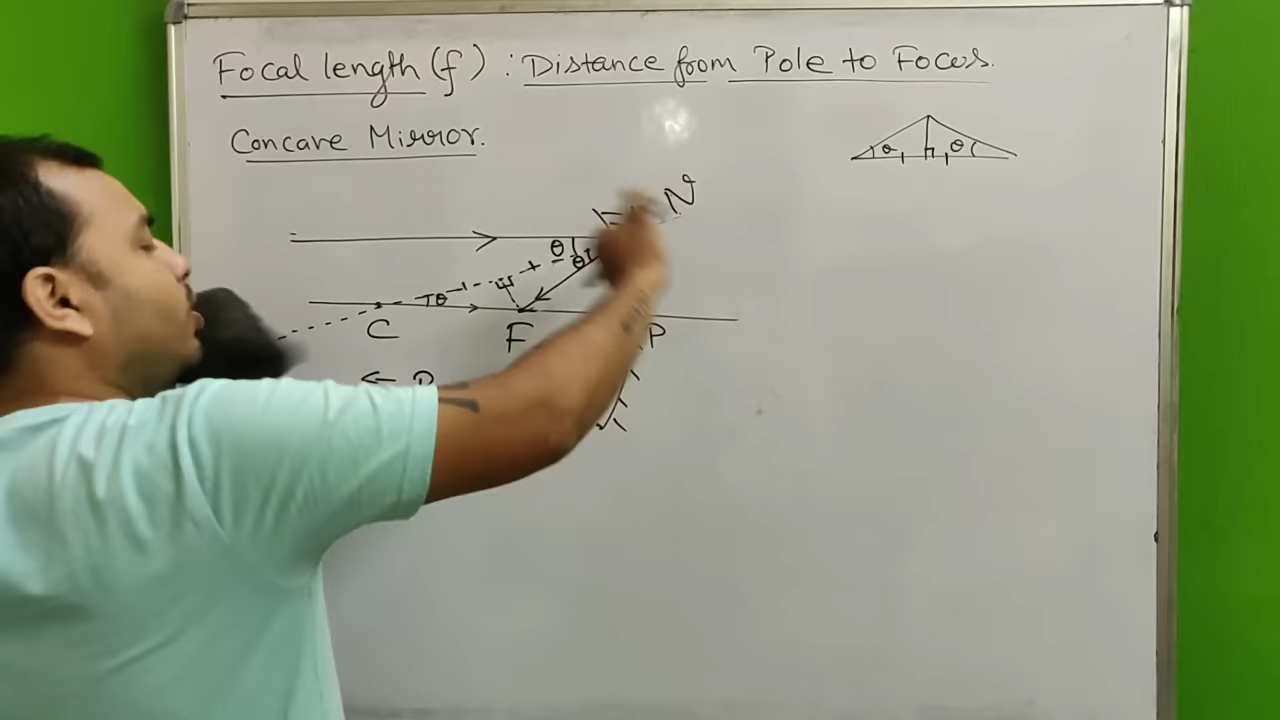 Focal length (f) : Distance from Pole to Focus.
Concave Mirror.
θ θ
N
θ
θ
θ
C F P
← R